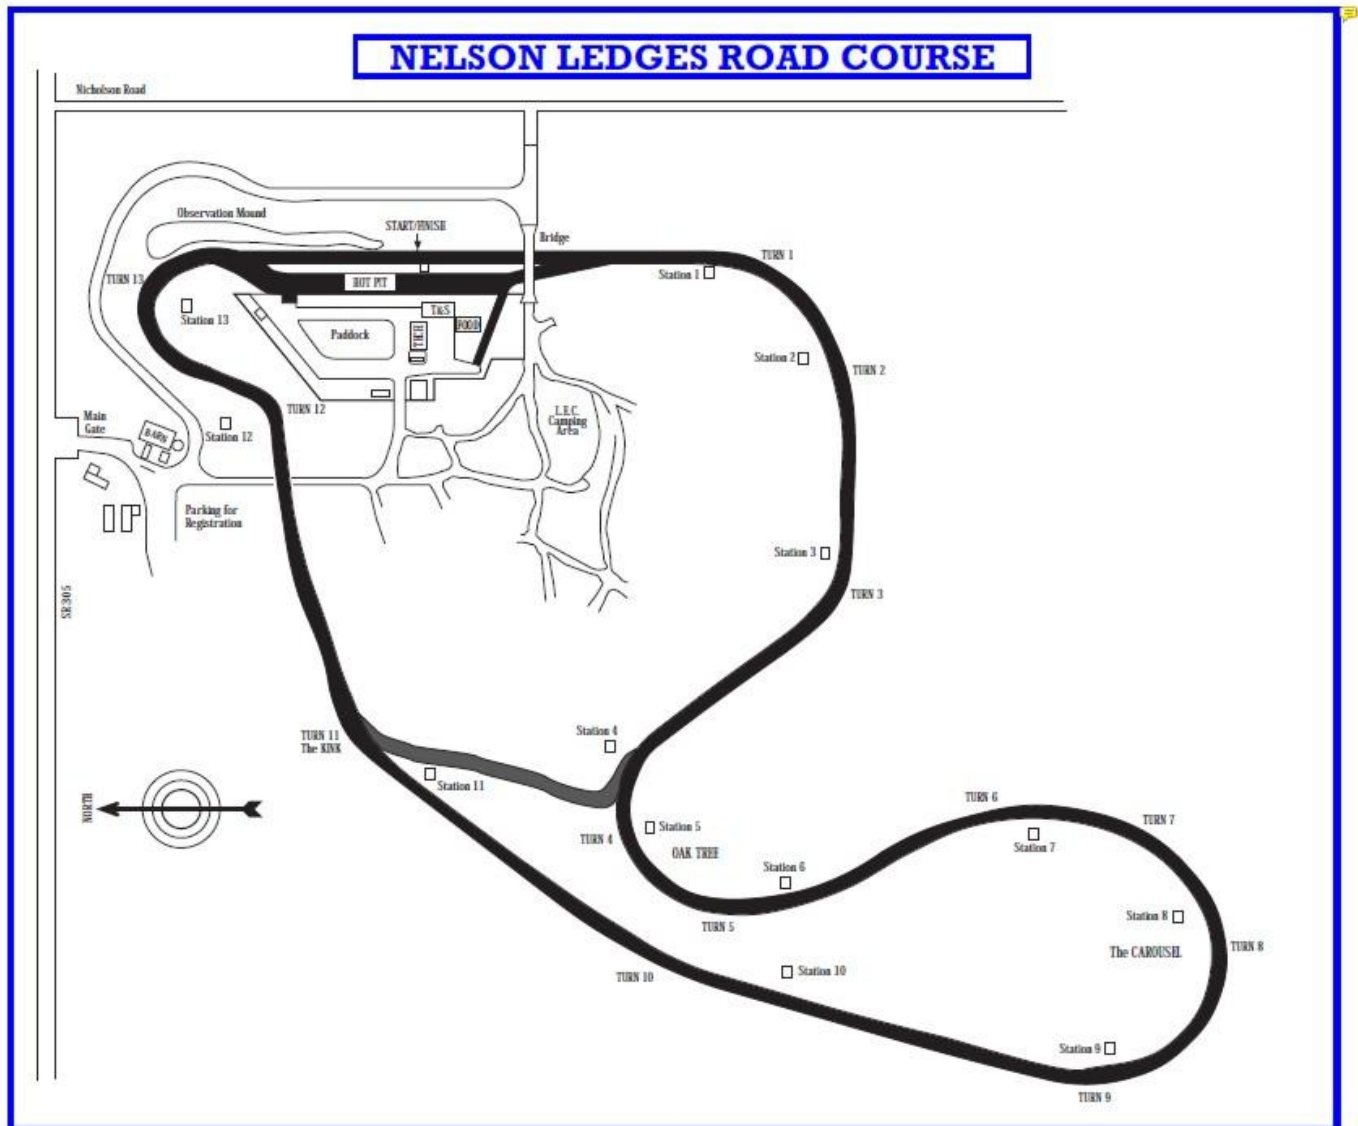 NELSON LEDGES ROAD COURSE
Nicholson Road
Observation Mound
START/FINISH
Bridge
TURN 1
Station 1
TURN 13
HOT PIT
Station 13
T&S
FOOD
TECH
Paddock
Station 2
TURN 2
TURN 12
Main
Gate
BARN
Station 12
L.E.C.
Camping
Area
Parking for
Registration
Station 3
TURN 3
SR 305
Station 4
TURN 11
The KINK
Station 11
NORTH
TURN 4
Station 5
OAK TREE
TURN 6
TURN 7
Station 7
Station 6
TURN 5
Station 8
TURN 8
The CAROUSEL
Station 10
TURN 10
Station 9
TURN 9